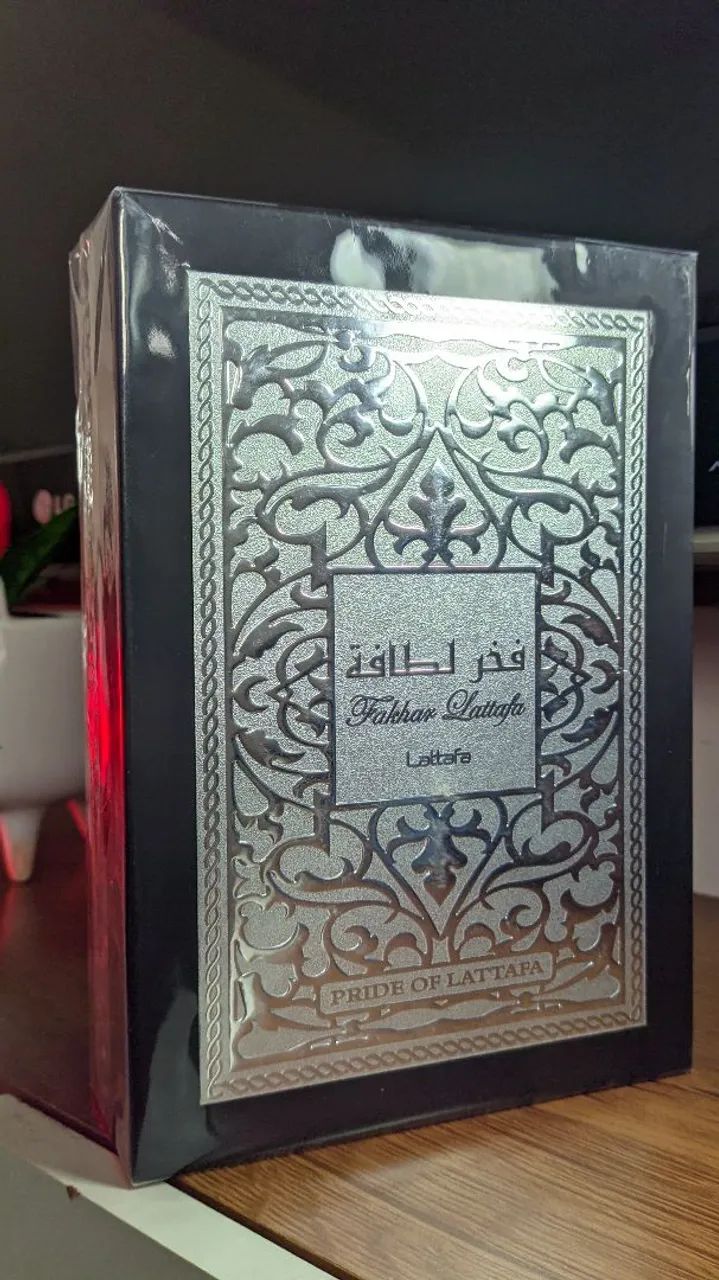 فخر لطافة
Fakhar Lattafa
Lattafa
PRIDE OF LATTAFA